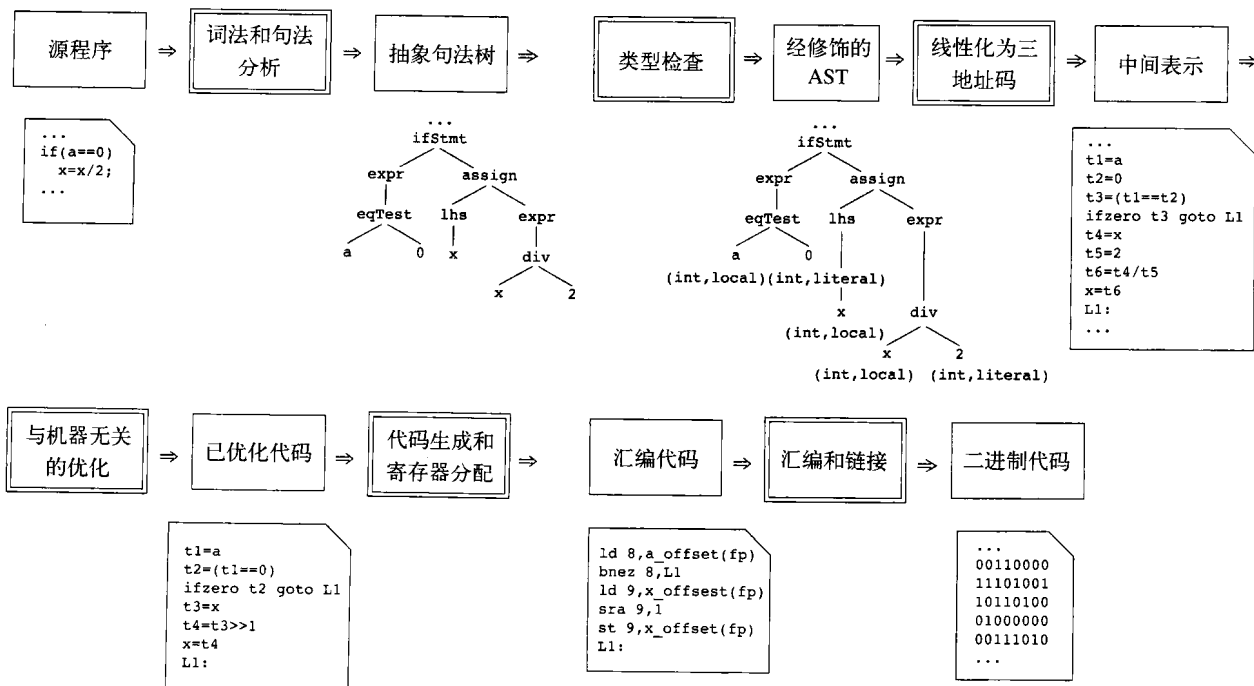 源程序 ⇒ 词法和句法分析 ⇒ 抽象句法树 ⇒ 类型检查 ⇒ 经修饰的AST ⇒ 线性化为三地址码 ⇒ 中间表示 ⇒
...
if(a==0)
x=x/2;
...
...
ifStmt
expr assign
eqTest lhs expr
a 0 x div
x 2
...
ifStmt
expr assign
eqTest lhs expr
a 0
(int,local)(int,literal)
x div
(int,local)
x 2
(int,local) (int,literal)
...
t1=a
t2=0
t3=(t1==t2)
ifzero t3 goto L1
t4=x
t5=2
t6=t4/t5
x=t6
L1:
...
与机器无关的优化 ⇒ 已优化代码 ⇒ 代码生成和寄存器分配 ⇒ 汇编代码 ⇒ 汇编和链接 ⇒ 二进制代码
t1=a
t2=(t1==0)
ifzero t2 goto L1
t3=x
t4=t3>>1
x=t4
L1:
ld 8,a_offset(fp)
bnez 8,L1
ld 9,x_offsest(fp)
sra 9,1
st 9,x_offset(fp)
L1:
...
00110000
11101001
10110100
01000000
00111010
...